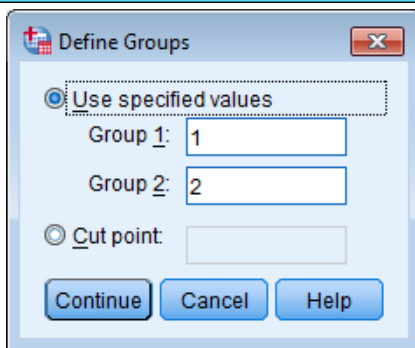 Define Groups
Use specified values
Group 1: 1
Group 2: 2
Cut point:
Continue Cancel Help